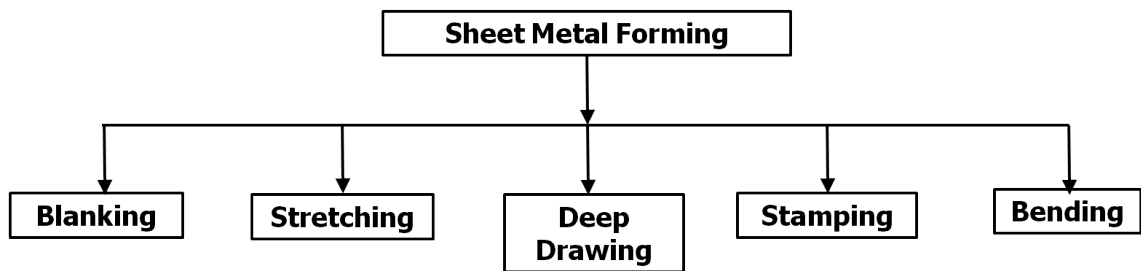 Sheet Metal Forming
Blanking
Stretching
Deep
Drawing
Stamping
Bending